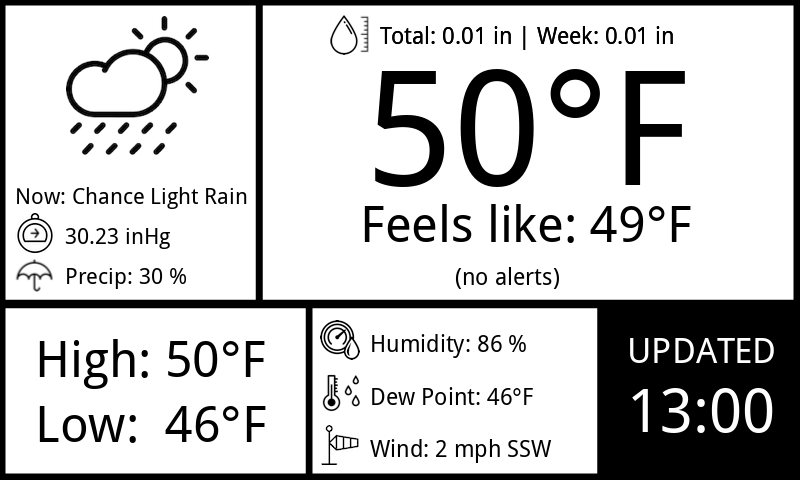 Now: Chance Light Rain
30.23 inHg
Precip: 30 %
Total: 0.01 in | Week: 0.01 in
50°F
Feels like: 49°F
(no alerts)
High: 50°F
Low: 46°F
Humidity: 86 %
Dew Point: 46°F
Wind: 2 mph SSW
UPDATED
13:00